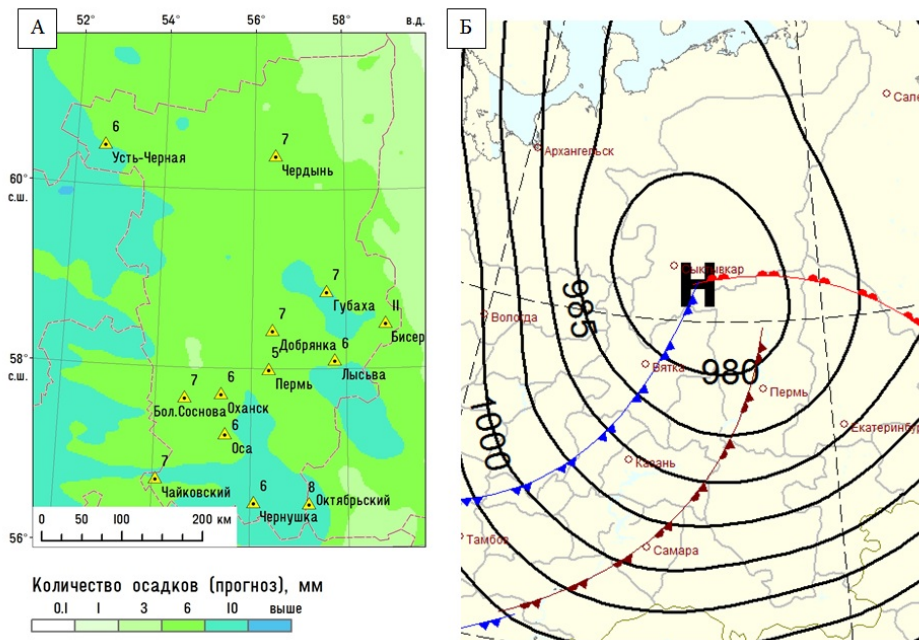 А
52°
54°
56°
58°
в.д.
6
Усть-Черная
7
Чердынь
60°
с.ш.
7
Губаха
II
Бисер
7
Добрянка
6
Лысьва
58°
с.ш.
5
Пермь
7
Бол.Соснова
6
Оханск
6
Оса
7
Чайковский
6
Чернушка
8
Октябрьский
0 50 100 200 км
56°
Количество осадков (прогноз), мм
0.1 1 3 6 10 выше
Б
Сале
Архангельск
Сыктывкар
Н
985
Вологда
Вятка
980
Пермь
1000
Екатеринбур
Казань
Тамбов
Самара